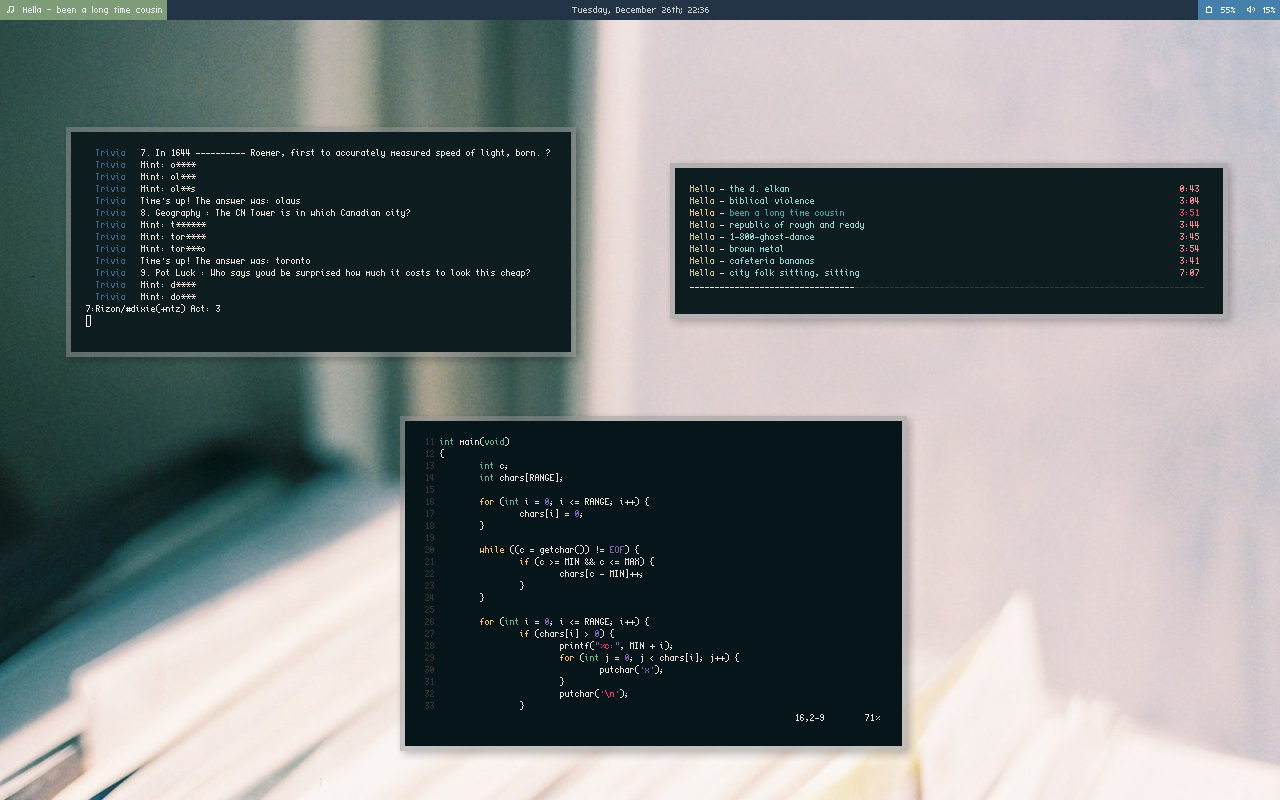 Hella - been a long time cousin
Tuesday, December 26th; 22:36
55% 15%
Trivia 7. In 1644 ---------- Roemer, first to accurately measured speed of light, born. ?
Trivia Hint: o****
Trivia Hint: ol***
Trivia Hint: ol**s
Trivia Time's up! The answer was: olaus
Trivia 8. Geography : The CN Tower is in which Canadian city?
Trivia Hint: t******
Trivia Hint: tor****
Trivia Hint: tor***o
Trivia Time's up! The answer was: toronto
Trivia 9. Pot Luck : Who says youd be surprised how much it costs to look this cheap?
Trivia Hint: d****
Trivia Hint: do***
7:Rizon/#dixie(+ntz) Act: 3
Hella - the d. elkan 0:43
Hella - biblical violence 3:04
Hella - been a long time cousin 3:51
Hella - republic of rough and ready 3:44
Hella - 1-800-ghost-dance 3:45
Hella - brown metal 3:54
Hella - cafeteria bananas 3:41
Hella - city folk sitting, sitting 7:07
11 int main(void)
12 {
13 int c;
14 int chars[RANGE];
15
16 for (int i = 0; i <= RANGE; i++) {
17 chars[i] = 0;
18 }
19
20 while ((c = getchar()) != EOF) {
21 if (c >= MIN && c <= MAX) {
22 chars[c - MIN]++;
23 }
24 }
25
26 for (int i = 0; i <= RANGE; i++) {
27 if (chars[i] > 0) {
28 printf("%c:", MIN + i);
29 for (int j = 0; j < chars[i]; j++) {
30 putchar('x');
31 }
32 putchar('\n');
33 }
16,2-9 71%